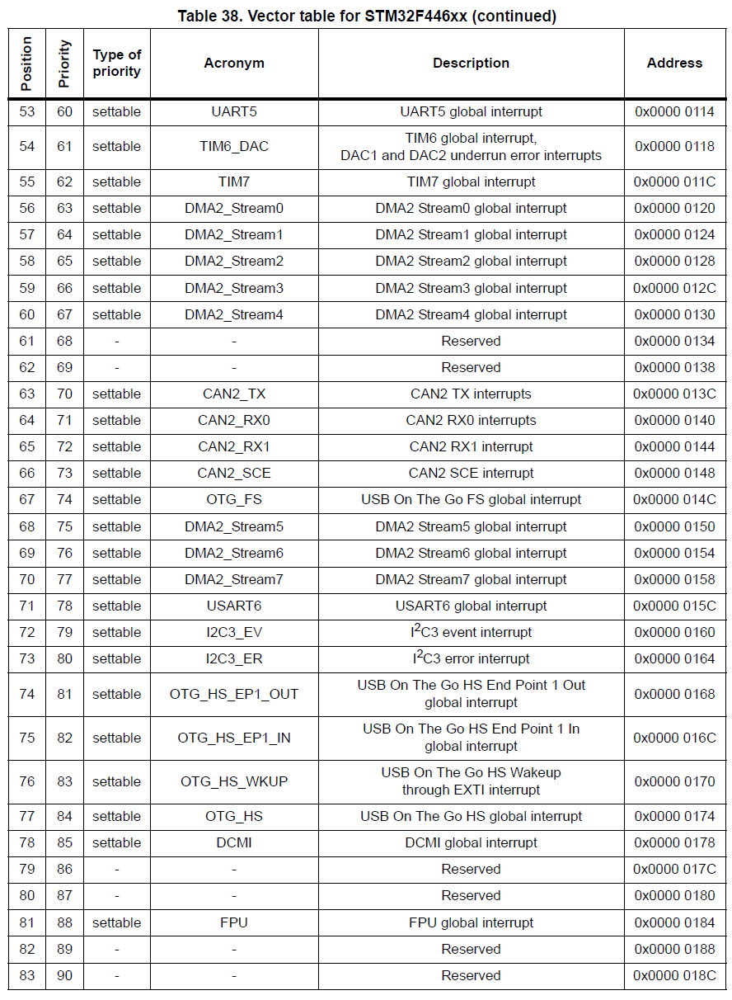 Table 38. Vector table for STM32F446xx (continued)
Position Priority Type of priority Acronym Description Address
53 60 settable UART5 UART5 global interrupt 0x0000 0114
54 61 settable TIM6_DAC TIM6 global interrupt,
DAC1 and DAC2 underrun error interrupts 0x0000 0118
55 62 settable TIM7 TIM7 global interrupt 0x0000 011C
56 63 settable DMA2_Stream0 DMA2 Stream0 global interrupt 0x0000 0120
57 64 settable DMA2_Stream1 DMA2 Stream1 global interrupt 0x0000 0124
58 65 settable DMA2_Stream2 DMA2 Stream2 global interrupt 0x0000 0128
59 66 settable DMA2_Stream3 DMA2 Stream3 global interrupt 0x0000 012C
60 67 settable DMA2_Stream4 DMA2 Stream4 global interrupt 0x0000 0130
61 68 - - Reserved 0x0000 0134
62 69 - - Reserved 0x0000 0138
63 70 settable CAN2_TX CAN2 TX interrupts 0x0000 013C
64 71 settable CAN2_RX0 CAN2 RX0 interrupts 0x0000 0140
65 72 settable CAN2_RX1 CAN2 RX1 interrupt 0x0000 0144
66 73 settable CAN2_SCE CAN2 SCE interrupt 0x0000 0148
67 74 settable OTG_FS USB On The Go FS global interrupt 0x0000 014C
68 75 settable DMA2_Stream5 DMA2 Stream5 global interrupt 0x0000 0150
69 76 settable DMA2_Stream6 DMA2 Stream6 global interrupt 0x0000 0154
70 77 settable DMA2_Stream7 DMA2 Stream7 global interrupt 0x0000 0158
71 78 settable USART6 USART6 global interrupt 0x0000 015C
72 79 settable I2C3_EV I²C3 event interrupt 0x0000 0160
73 80 settable I2C3_ER I²C3 error interrupt 0x0000 0164
74 81 settable OTG_HS_EP1_OUT USB On The Go HS End Point 1 Out
global interrupt 0x0000 0168
75 82 settable OTG_HS_EP1_IN USB On The Go HS End Point 1 In
global interrupt 0x0000 016C
76 83 settable OTG_HS_WKUP USB On The Go HS Wakeup
through EXTI interrupt 0x0000 0170
77 84 settable OTG_HS USB On The Go HS global interrupt 0x0000 0174
78 85 settable DCMI DCMI global interrupt 0x0000 0178
79 86 - - Reserved 0x0000 017C
80 87 - - Reserved 0x0000 0180
81 88 settable FPU FPU global interrupt 0x0000 0184
82 89 - - Reserved 0x0000 0188
83 90 - - Reserved 0x0000 018C